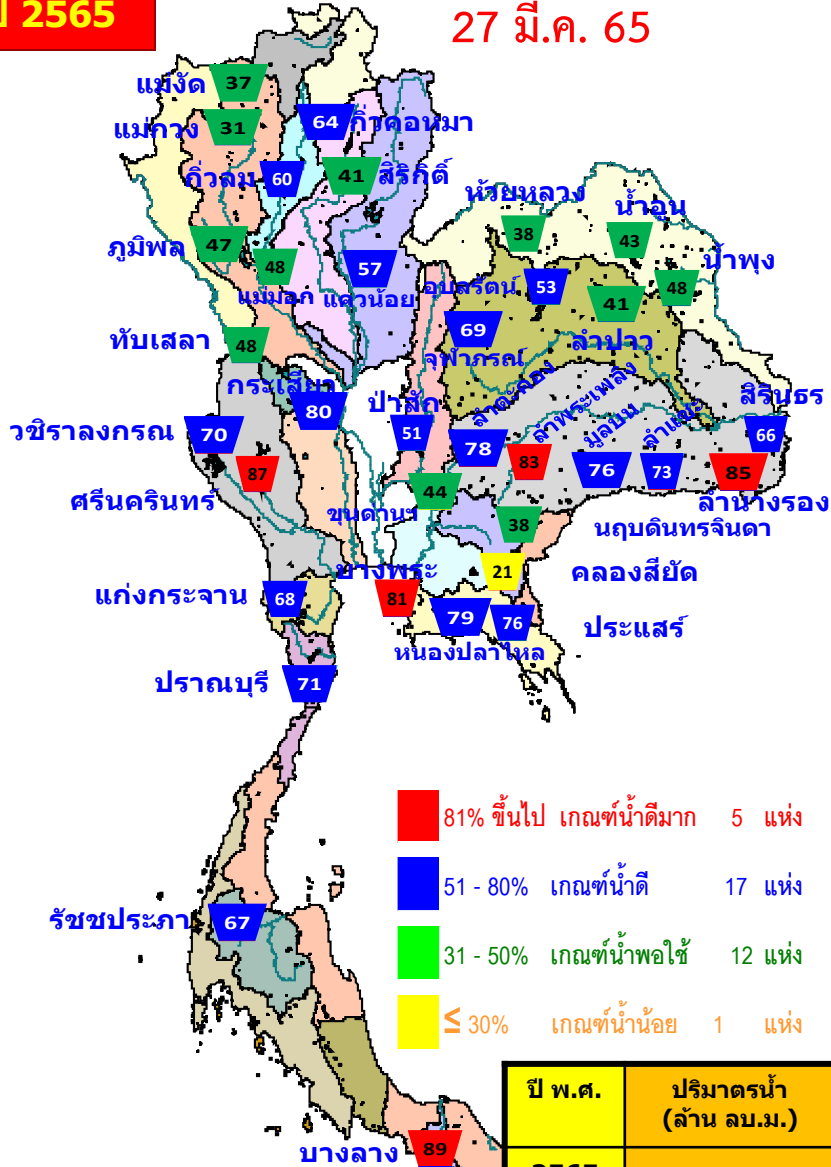 ปี 2565
27 มี.ค. 65
แม่งัด 37
แม่กวง 31
64 กิ่วคอหมา
กิ่วลม 60
41 สิริกิติ์
ห้วยหลวง 38
น้ำอูน 43
ภูมิพล 47
48 แม่มอก
57 แควน้อย
อุบลรัตน์ 53
น้ำพุง 48
41 ลำปาว
ทับเสลา 48
69 จุฬาภรณ์
กระเสียว 80
ป่าสัก 51
ลำตะคอง 78
ลำพระเพลิง 83
มูลบน 76
ลำแชะ 73
สิรินธร 66
วชิราลงกรณ 70
87
ศรีนครินทร์
85 ลำนางรอง
44 ขุนด่านฯ
38 นฤบดินทรจินดา
บางพระ 81
21 คลองสียัด
แก่งกระจาน 68
79 หนองปลาไหล
76 ประแสร์
ปราณบุรี 71
81% ขึ้นไป เกณฑ์น้ำดีมาก 5 แห่ง
51 - 80% เกณฑ์น้ำดี 17 แห่ง
รัชชประภา 67
31 - 50% เกณฑ์น้ำพอใช้ 12 แห่ง
≤ 30% เกณฑ์น้ำน้อย 1 แห่ง
ปี พ.ศ. ปริมาตรน้ำ
(ล้าน ลบ.ม.)
บางลาง 89
2565